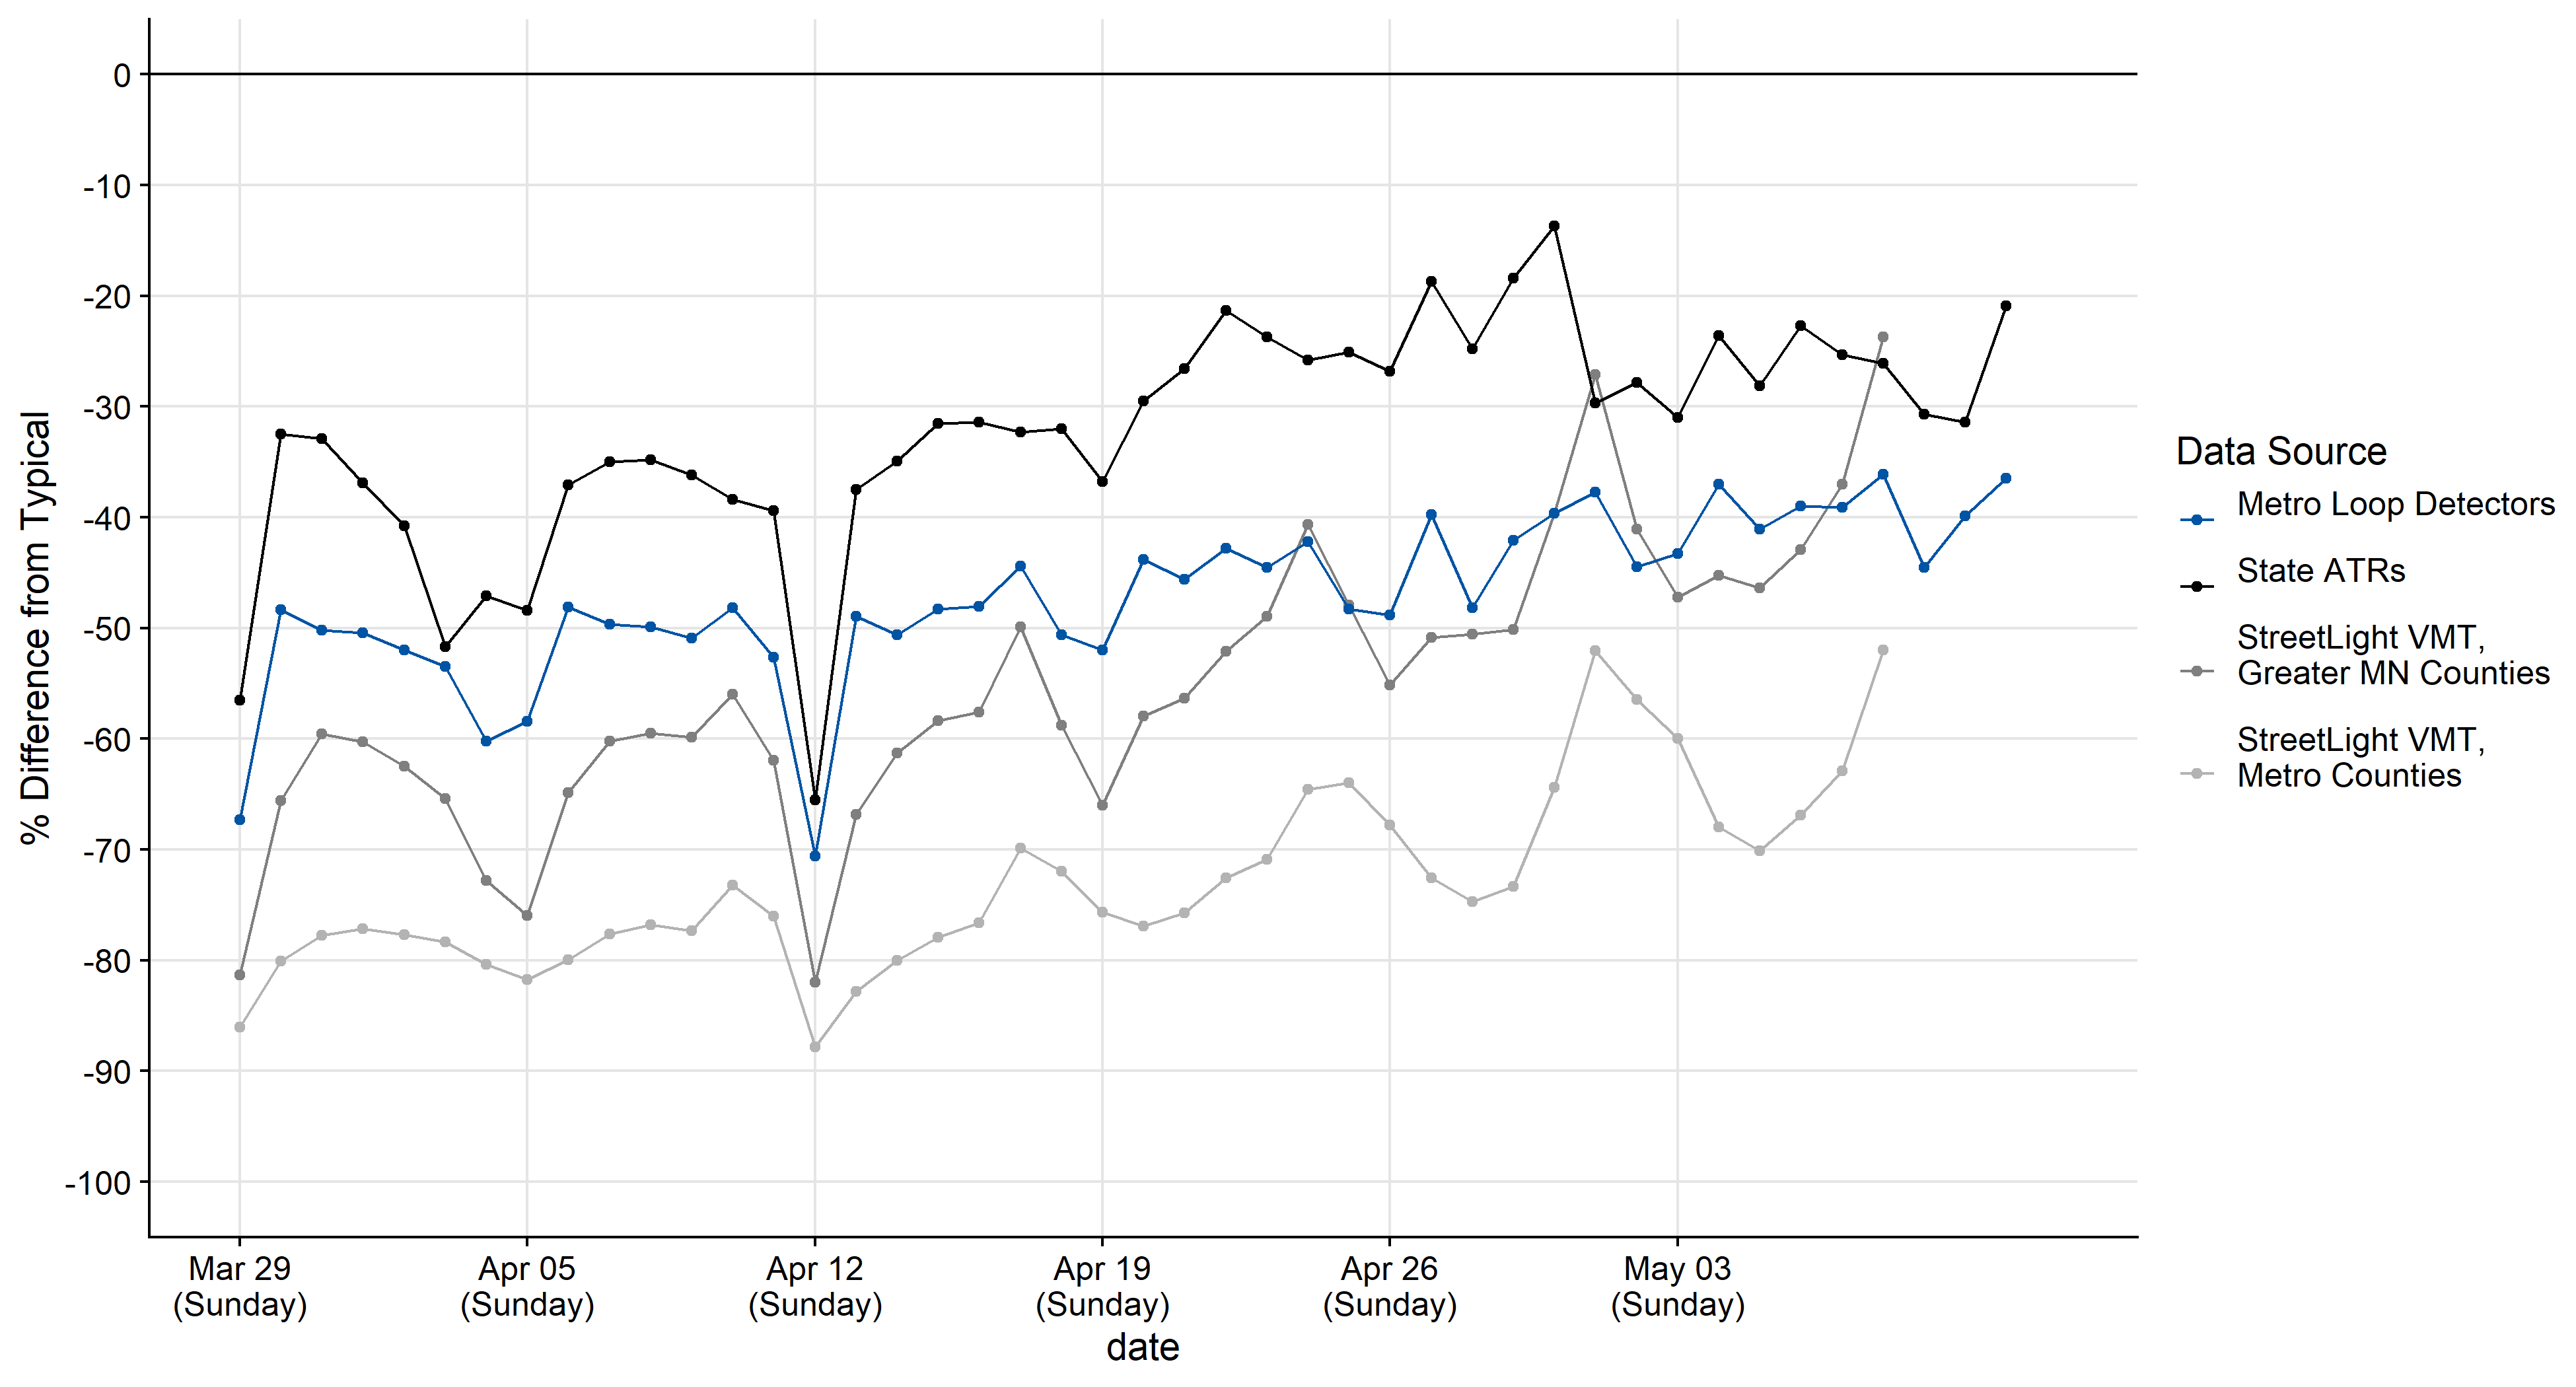 % Difference from Typical
0
-10
-20
-30
-40
-50
-60
-70
-80
-90
-100
Mar 29
(Sunday)
Apr 05
(Sunday)
Apr 12
(Sunday)
Apr 19
(Sunday)
Apr 26
(Sunday)
May 03
(Sunday)
date
Data Source
Metro Loop Detectors
State ATRs
StreetLight VMT,
Greater MN Counties
StreetLight VMT,
Metro Counties